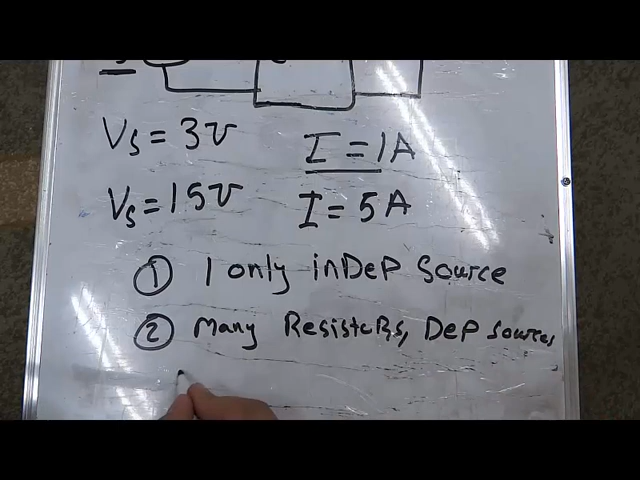 Vs = 3v
I = 1A
Vs = 15v
I = 5A
① 1 only inDeP Source
② Many Resistors, DeP sources